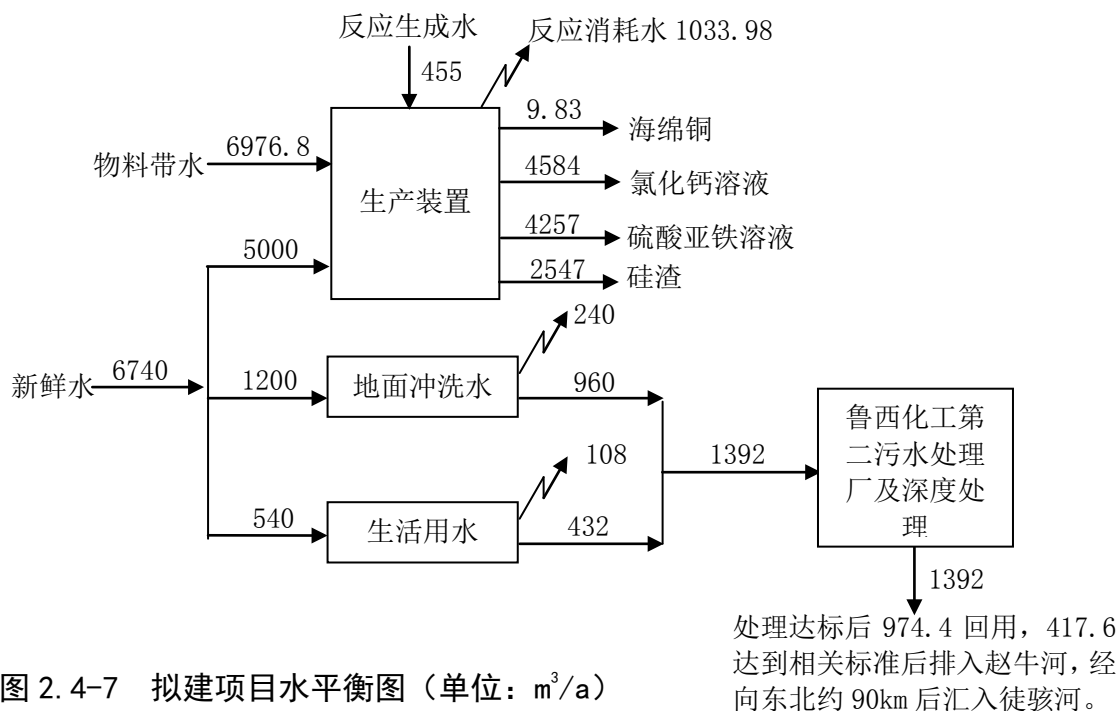 反应生成水
反应消耗水 1033.98
455
9.83
海绵铜
物料带水
6976.8
4584
氯化钙溶液
生产装置
4257
硫酸亚铁溶液
5000
2547
硅渣
240
新鲜水
6740
1200
地面冲洗水
960
鲁西化工第
二污水处理
厂及深度处
理
108
1392
540
生活用水
432
1392
处理达标后 974.4 回用，417.6
达到相关标准后排入赵牛河，经
向东北约 90km 后汇入徒骇河。
图 2.4-7 拟建项目水平衡图（单位：m³/a）